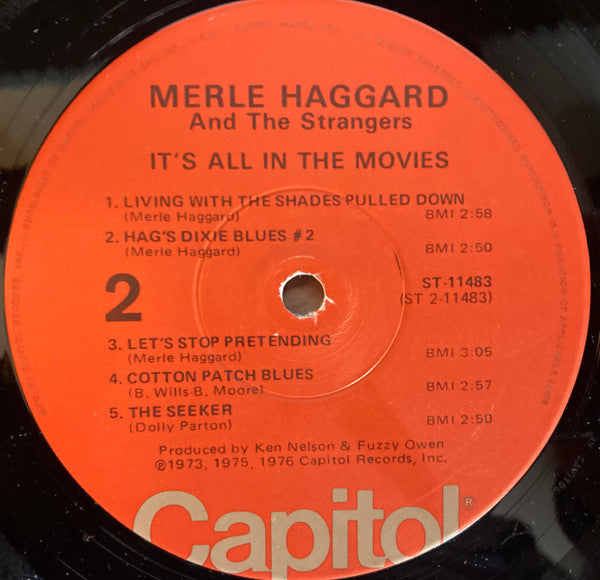 MERLE HAGGARD
And The Strangers
IT'S ALL IN THE MOVIES
1. LIVING WITH THE SHADES PULLED DOWN
(Merle Haggard) BMI 2:58
2. HAG'S DIXIE BLUES #2
(Merle Haggard) BMI 2:50
2
ST-11483
(ST 2-11483)
3. LET'S STOP PRETENDING
(Merle Haggard) BMI 3:05
4. COTTON PATCH BLUES
(B. Wills-B. Moore) BMI 2:57
5. THE SEEKER
(Dolly Parton) BMI 2:50
Produced by Ken Nelson & Fuzzy Owen
℗1973, 1975, 1976 Capitol Records, Inc.
Capitol®